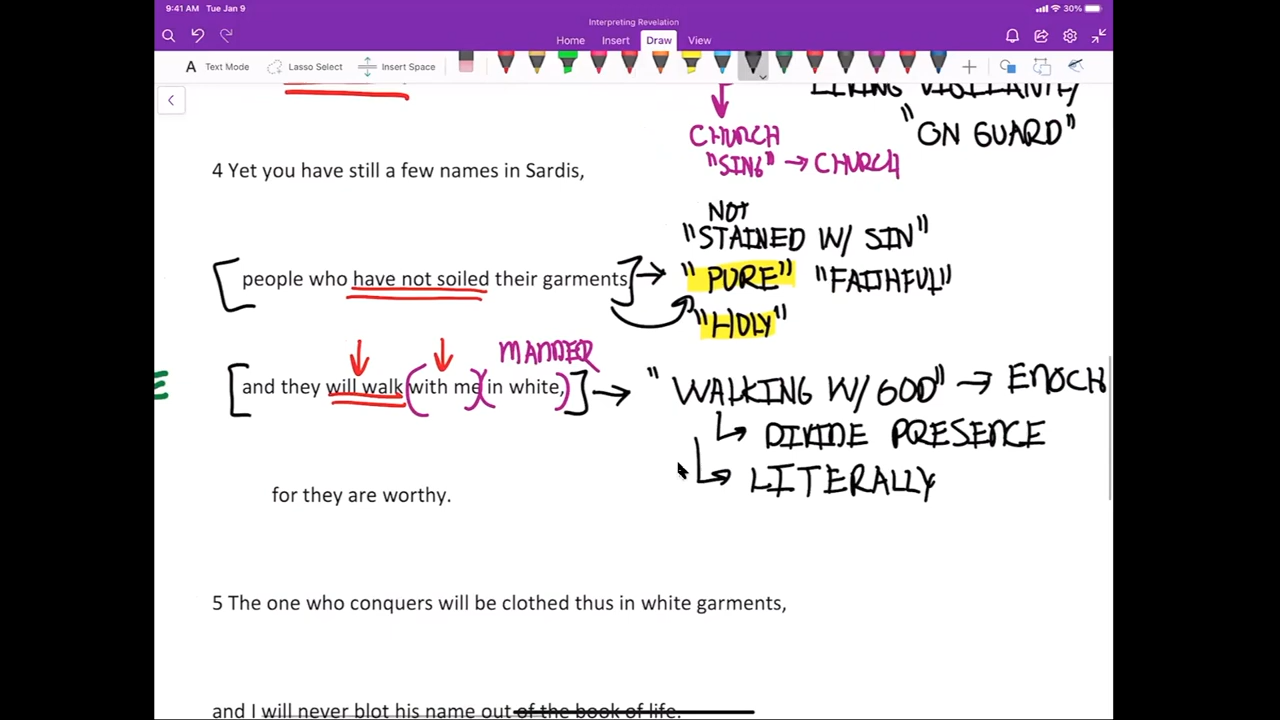 9:41 AM Tue Jan 9
30%
Interpreting Revelation
Home Insert Draw View
Text Mode Lasso Select Insert Space
LIVING VIGILANTLY
"ON GUARD"
CHURCH
"SING" → CHURCH
4 Yet you have still a few names in Sardis,
NOT
"STAINED W/ SIN"
[people who have not soiled their garments] → "PURE" "FAITHFUL"
"HOLY"
MANNER
E [and they will walk (with me)(in white,)] → "WALKING W/ GOD" → ENOCH
↳ DIVINE PRESENCE
↳ LITERALLY
for they are worthy.
5 The one who conquers will be clothed thus in white garments,
and I will never blot his name out of the book of life.